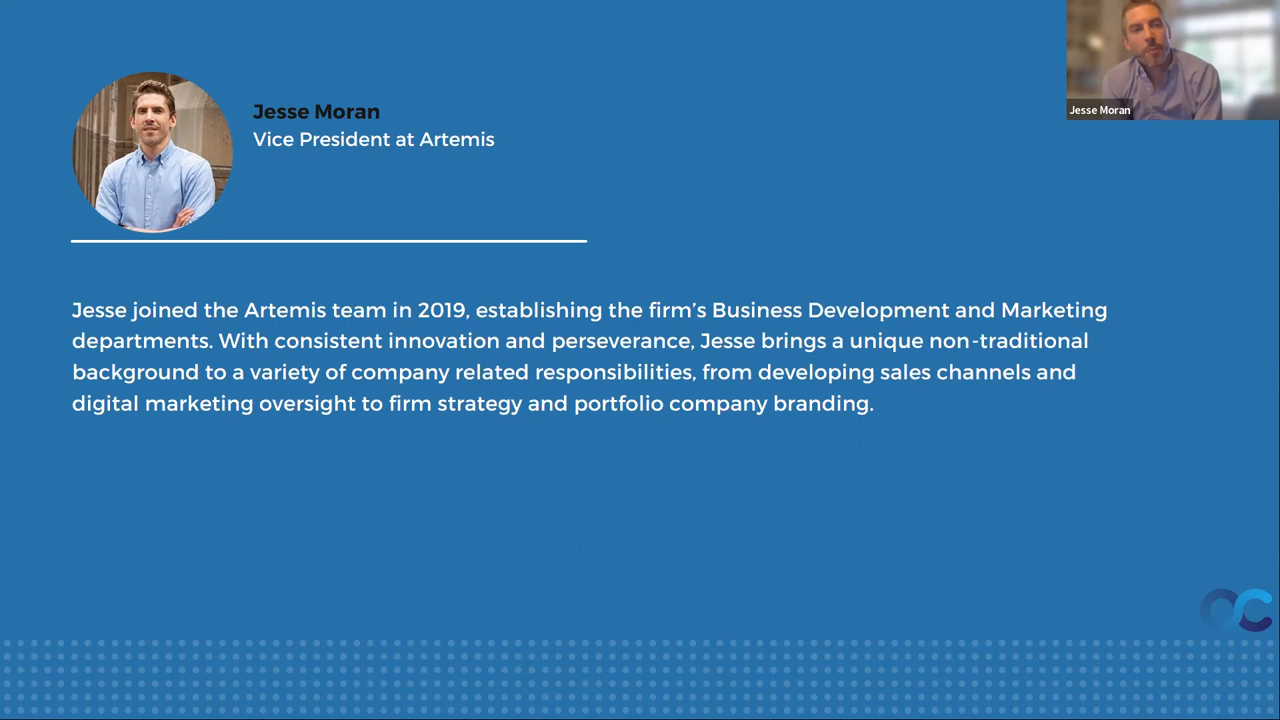 Jesse Moran
Vice President at Artemis
Jesse Moran
Jesse joined the Artemis team in 2019, establishing the firm's Business Development and Marketing
departments. With consistent innovation and perseverance, Jesse brings a unique non-traditional
background to a variety of company related responsibilities, from developing sales channels and
digital marketing oversight to firm strategy and portfolio company branding.